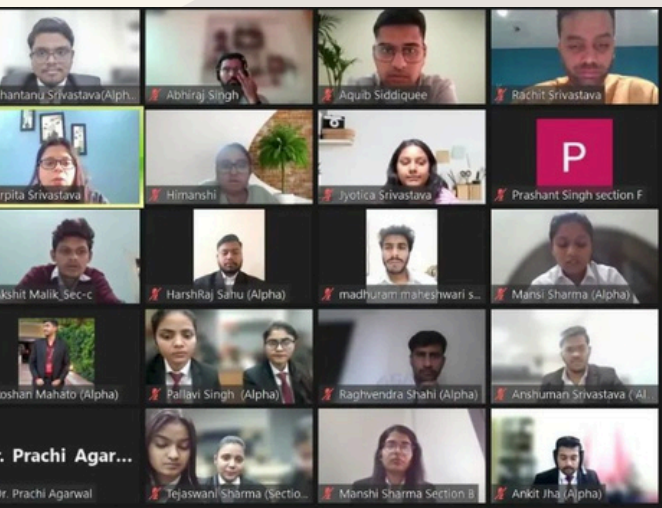 hantanu Srivastava(Alph...
Abhiraj Singh
Aquib Siddiquee
Rachit Srivastava
rpita Srivastava
Himanshi
Jyotica Srivastava
P
Prashant Singh section F
kshit Malik_Sec-c
HarshRaj Sahu (Alpha)
madhuram maheshwari s...
Mansi Sharma (Alpha)
oshan Mahato (Alpha)
Pallavi Singh (Alpha)
Raghvendra Shahi (Alpha)
Anshuman Srivastava ( Al...
r. Prachi Agar...
Dr. Prachi Agarwal
Tejaswani Sharma (Sectio...
Manshi Sharma Section B
Ankit Jha (Alpha)